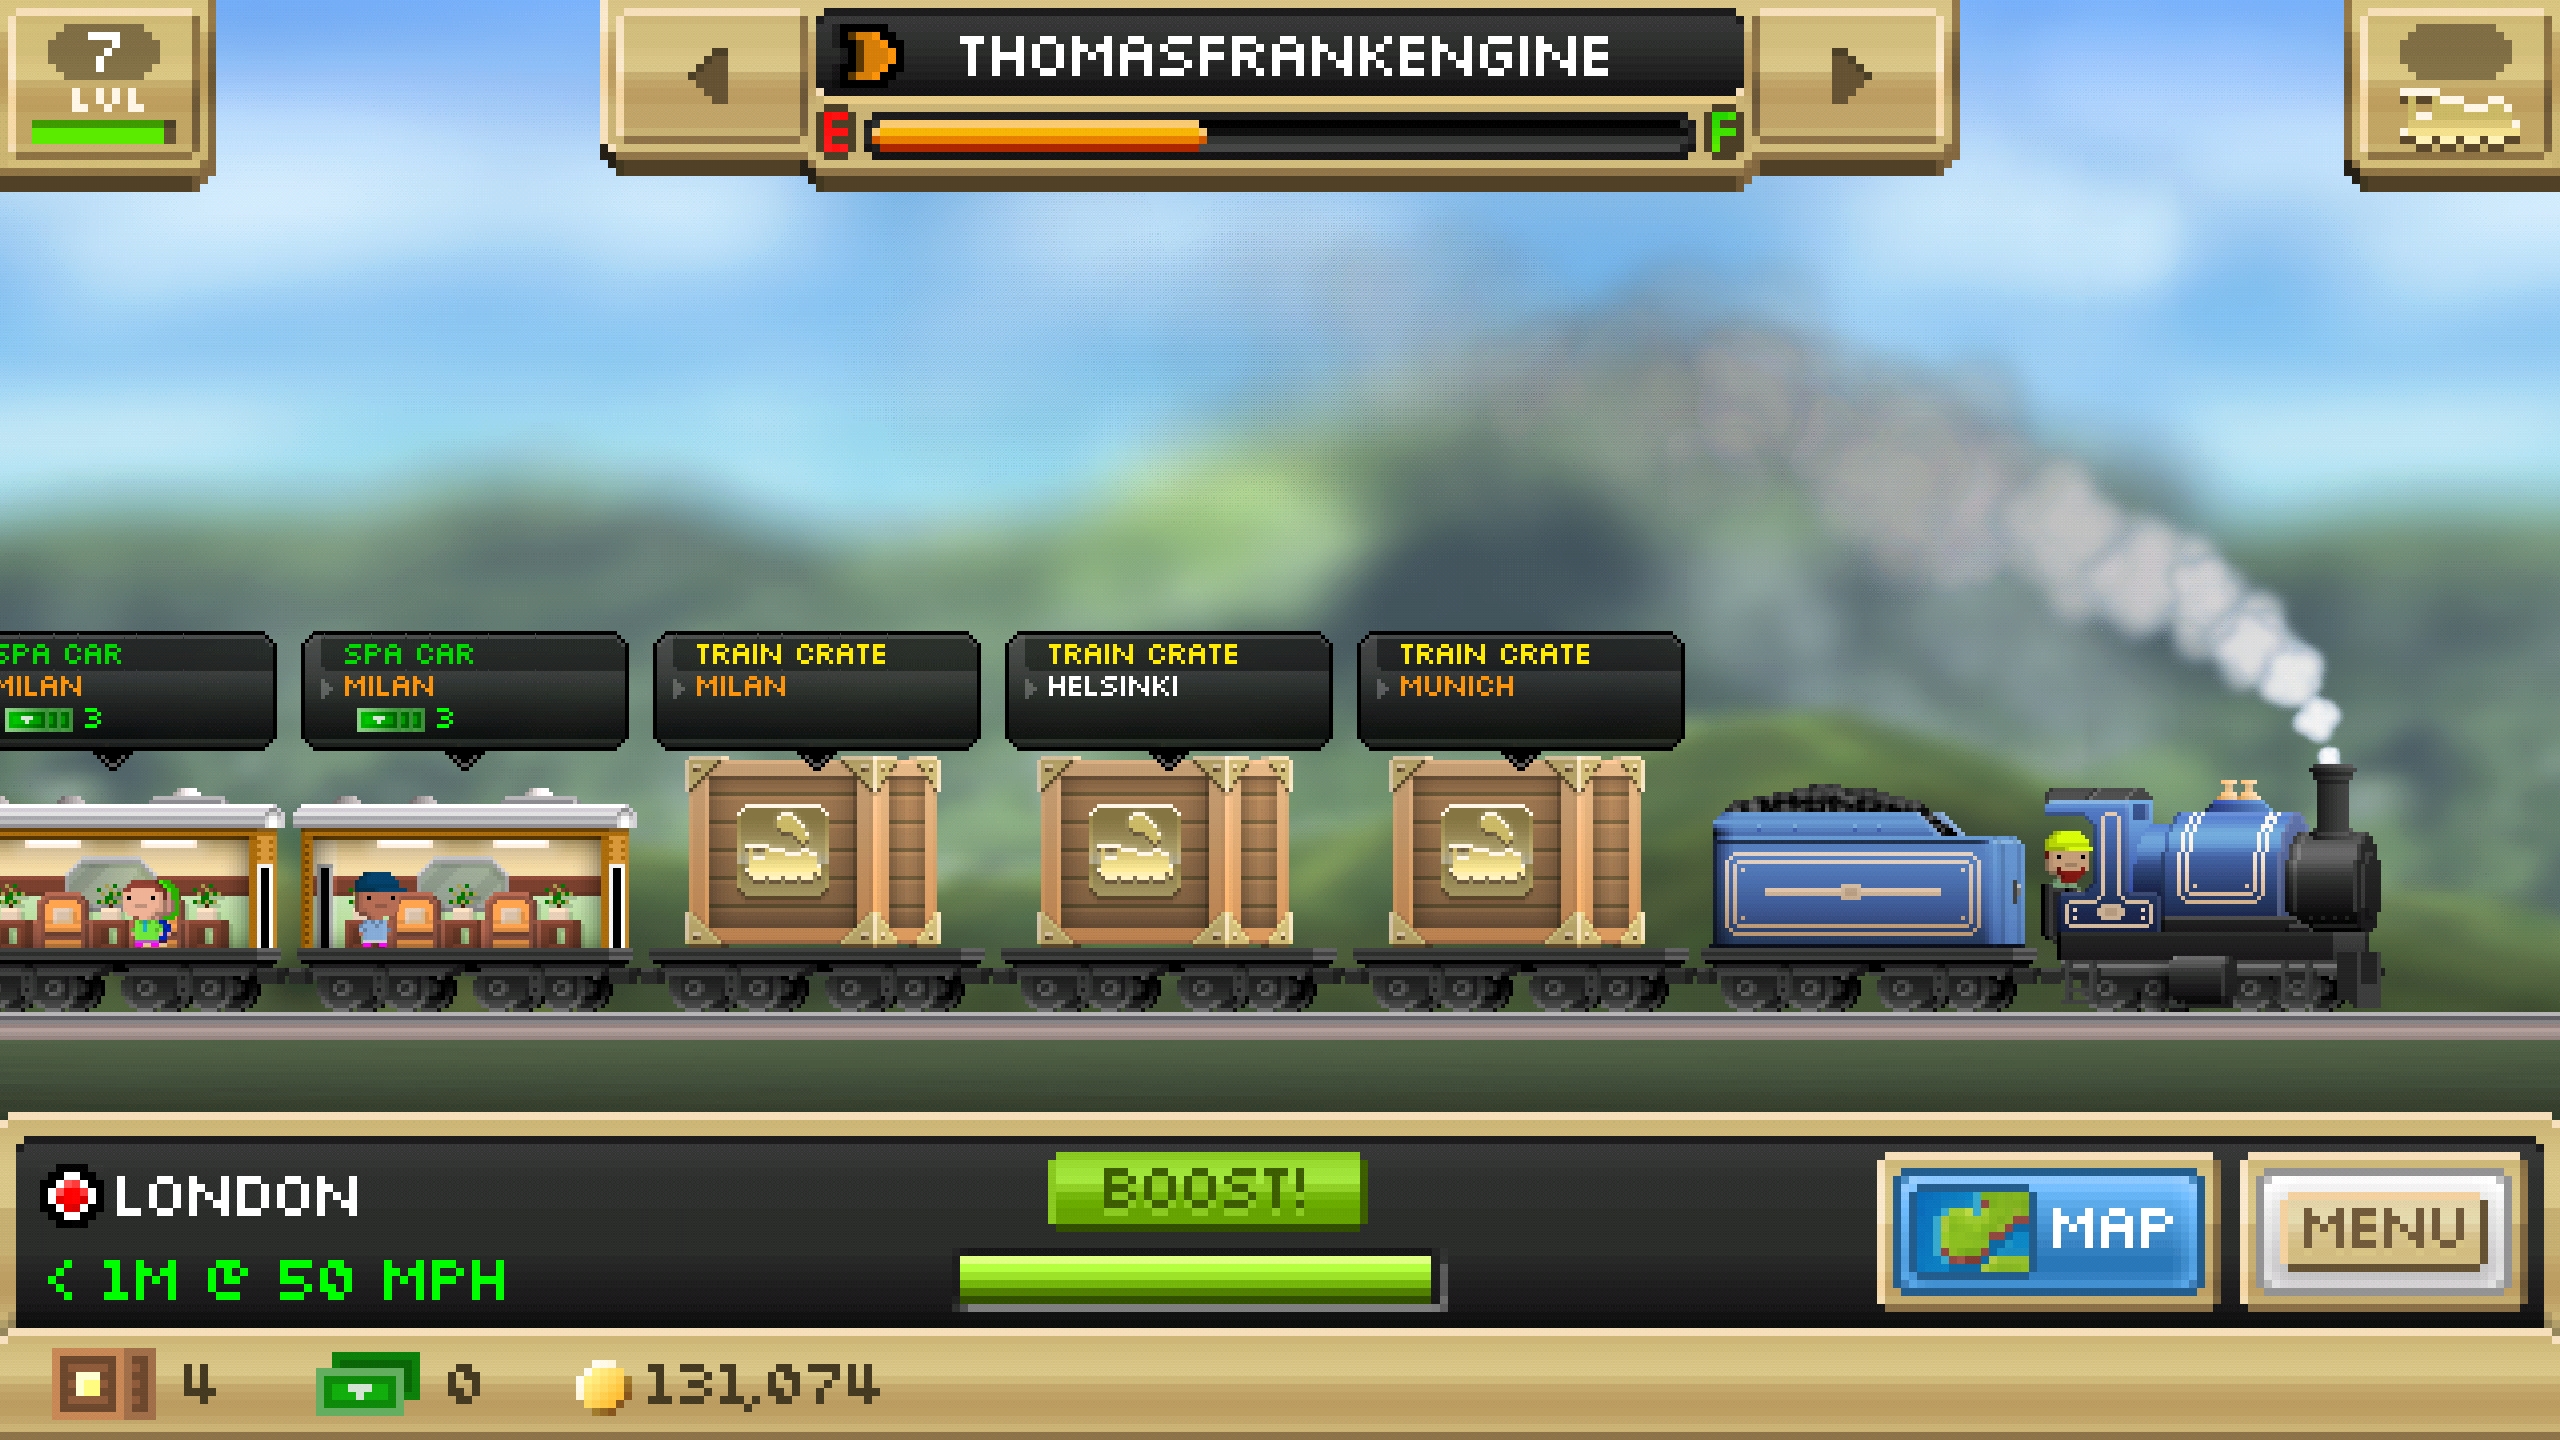 7
LVL
THOMASFRANKENGINE
E
F
SPA CAR
MILAN
3
SPA CAR
MILAN
3
TRAIN CRATE
MILAN
TRAIN CRATE
HELSINKI
TRAIN CRATE
MUNICH
LONDON
< 1M @ 50 MPH
BOOST!
MAP
MENU
4
0
131,074